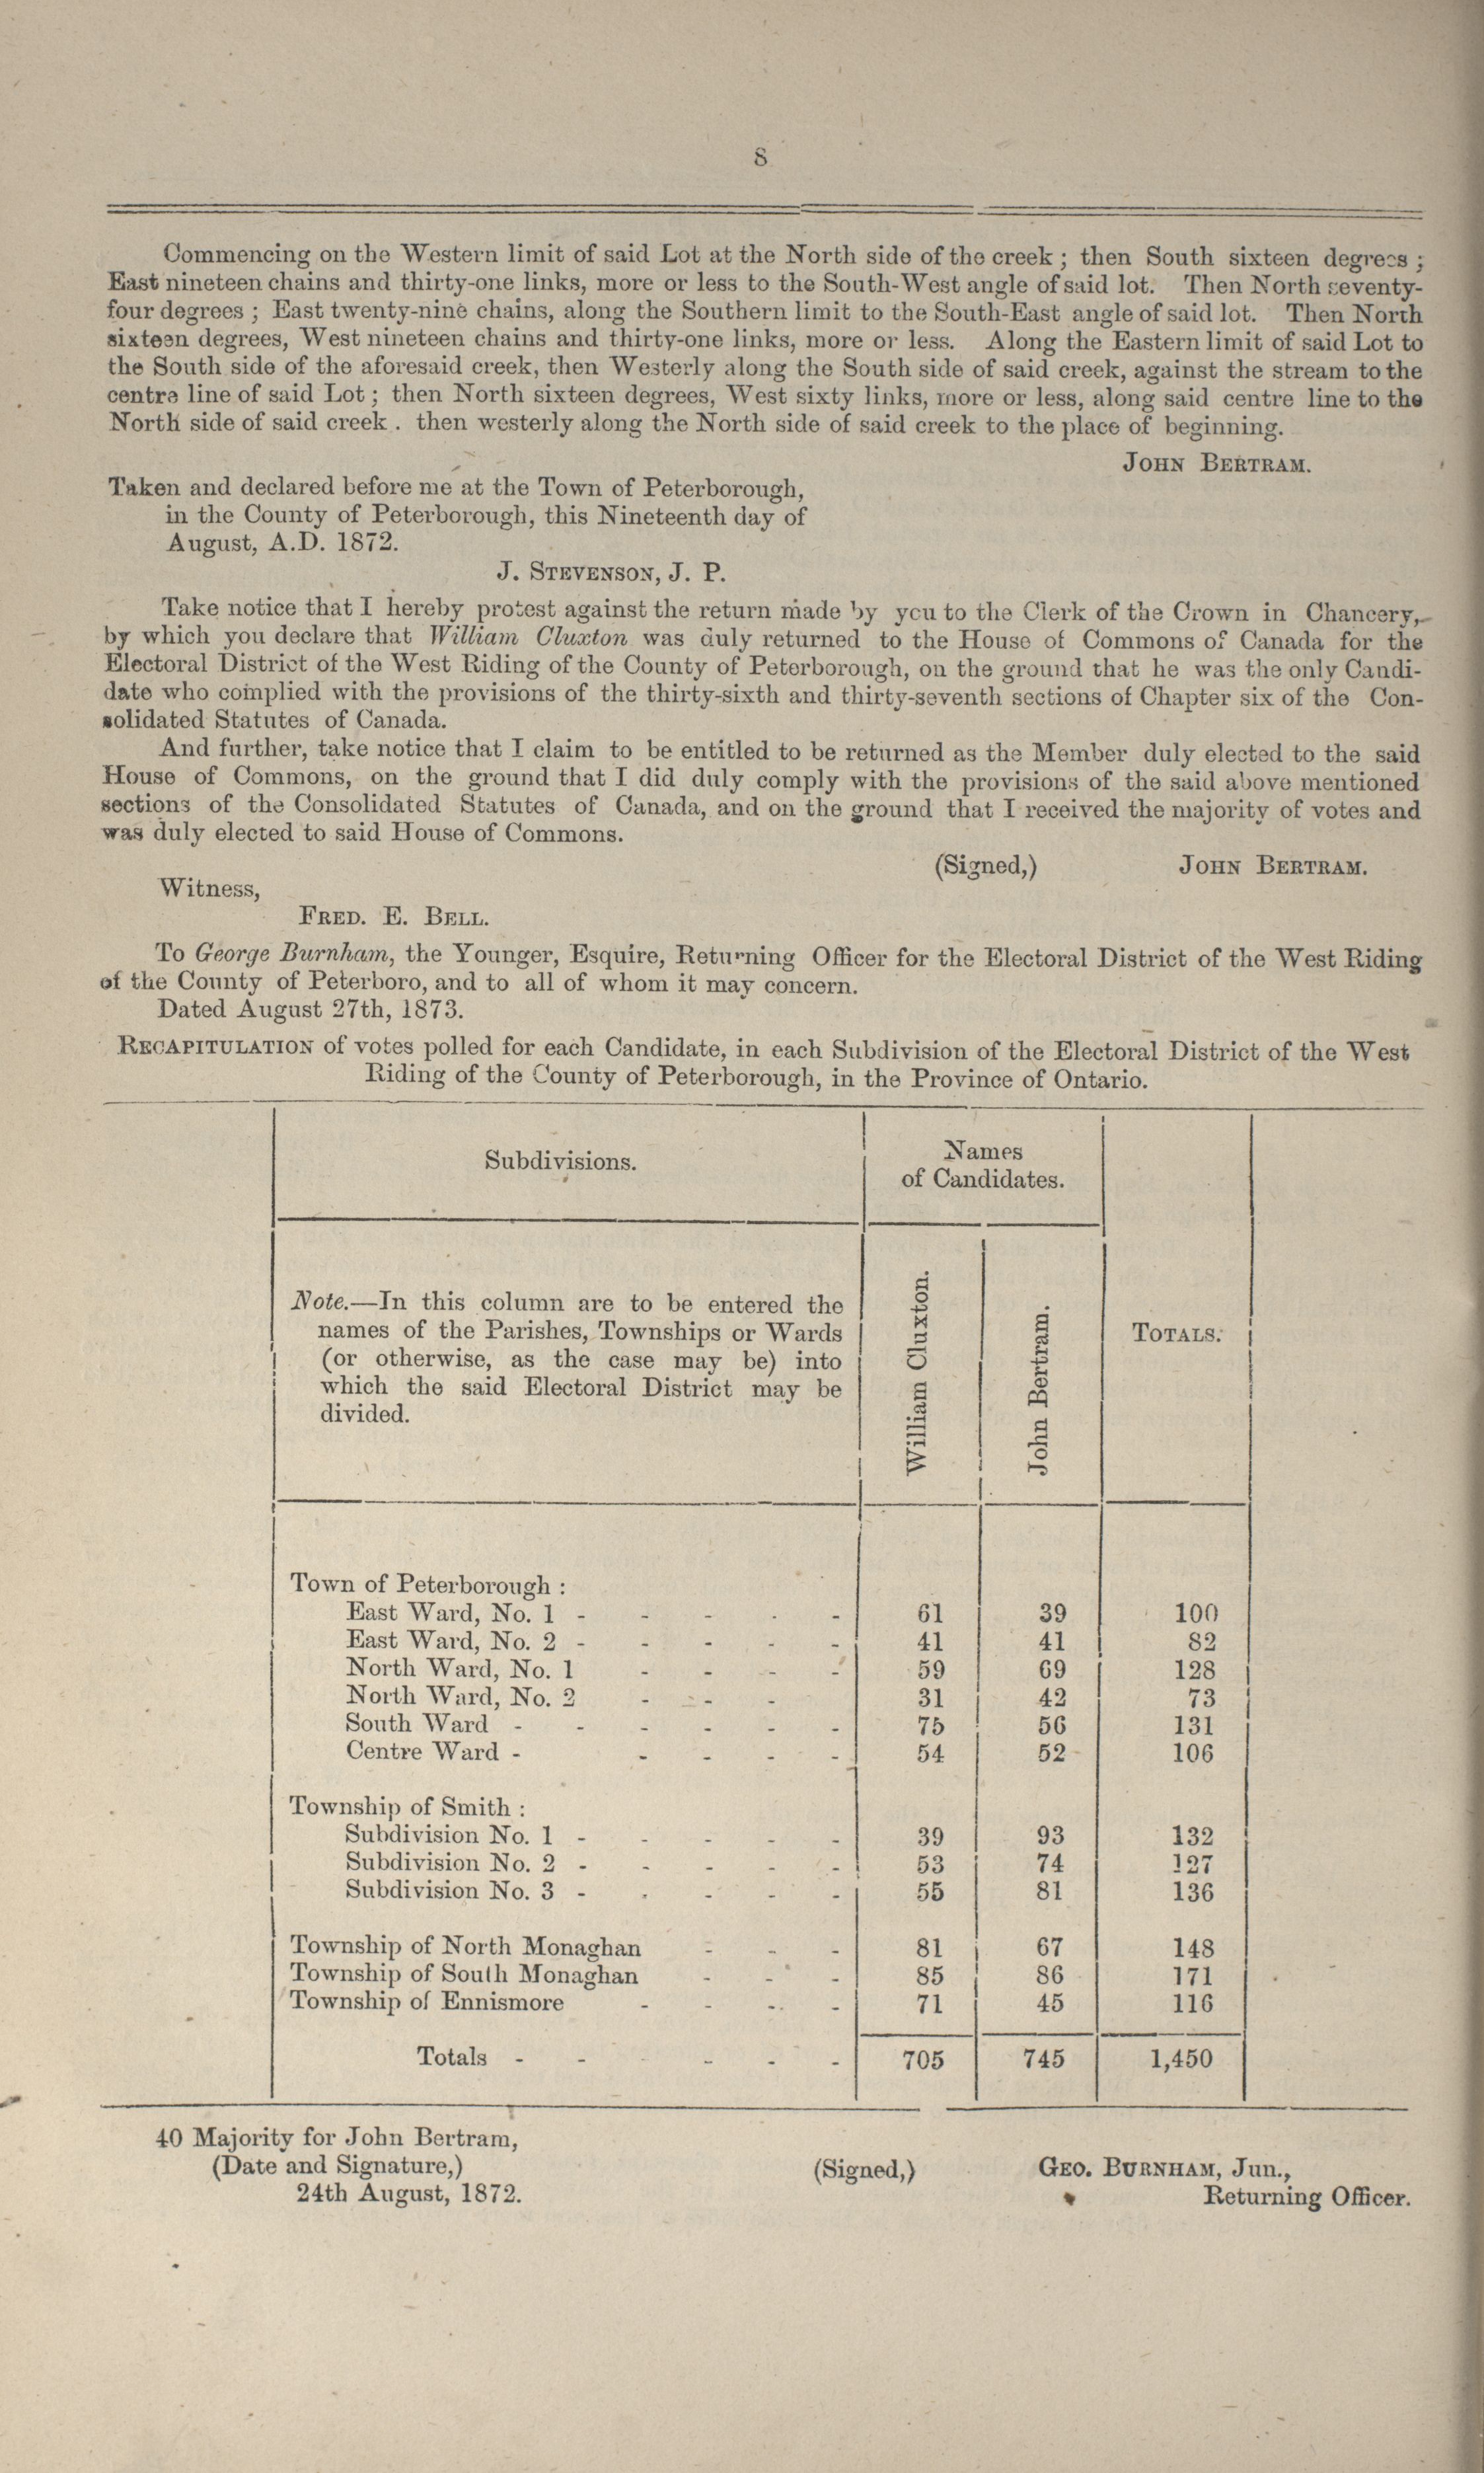 8
Commencing on the Western limit of said Lot at the North side of the creek ; then South sixteen degrees ;
East nineteen chains and thirty-one links, more or less to the South-West angle of said lot. Then North seventy-
four degrees ; East twenty-nine chains, along the Southern limit to the South-East angle of said lot. Then North
sixteen degrees, West nineteen chains and thirty-one links, more or less. Along the Eastern limit of said Lot to
the South side of the aforesaid creek, then Westerly along the South side of said creek, against the stream to the
centre line of said Lot ; then North sixteen degrees, West sixty links, more or less, along said centre line to the
North side of said creek . then westerly along the North side of said creek to the place of beginning.
JOHN BERTRAM.
Taken and declared before me at the Town of Peterborough,
in the County of Peterborough, this Nineteenth day of
August, A.D. 1872.
J. STEVENSON, J. P.
Take notice that I hereby protest against the return made by you to the Clerk of the Crown in Chancery,
by which you declare that William Cluxton was duly returned to the House of Commons of Canada for the
Electoral District of the West Riding of the County of Peterborough, on the ground that he was the only Candi-
date who complied with the provisions of the thirty-sixth and thirty-seventh sections of Chapter six of the Con-
solidated Statutes of Canada.
And further, take notice that I claim to be entitled to be returned as the Member duly elected to the said
House of Commons, on the ground that I did duly comply with the provisions of the said above mentioned
sections of the Consolidated Statutes of Canada, and on the ground that I received the majority of votes and
was duly elected to said House of Commons.
(Signed,) JOHN BERTRAM.
Witness,
FRED. E. BELL.
To George Burnham, the Younger, Esquire, Returning Officer for the Electoral District of the West Riding
of the County of Peterboro, and to all of whom it may concern.
Dated August 27th, 1873.
RECAPITULATION of votes polled for each Candidate, in each Subdivision of the Electoral District of the West
Riding of the County of Peterborough, in the Province of Ontario.
Subdivisions.
Names
of Candidates.
Note.—In this column are to be entered the
names of the Parishes, Townships or Wards
(or otherwise, as the case may be) into
which the said Electoral District may be
divided.
William Cluxton.
John Bertram.
TOTALS.
Town of Peterborough :
East Ward, No. 1 - - - - - 61 39 100
East Ward, No. 2 - - - - - 41 41 82
North Ward, No. 1 - - - - 59 69 128
North Ward, No. 2 - - - 31 42 73
South Ward - - - - - - 75 56 131
Centre Ward - - - - - 54 52 106
Township of Smith :
Subdivision No. 1 - - - - - 39 93 132
Subdivision No. 2 - - - - - 53 74 127
Subdivision No. 3 - - - - - 55 81 136
Township of North Monaghan - - - 81 67 148
Township of South Monaghan - - - 85 86 171
Township of Ennismore - - - - 71 45 116
Totals - - - - - 705 745 1,450
40 Majority for John Bertram,
(Date and Signature,) (Signed,) GEO. BURNHAM, Jun.,
24th August, 1872. Returning Officer.